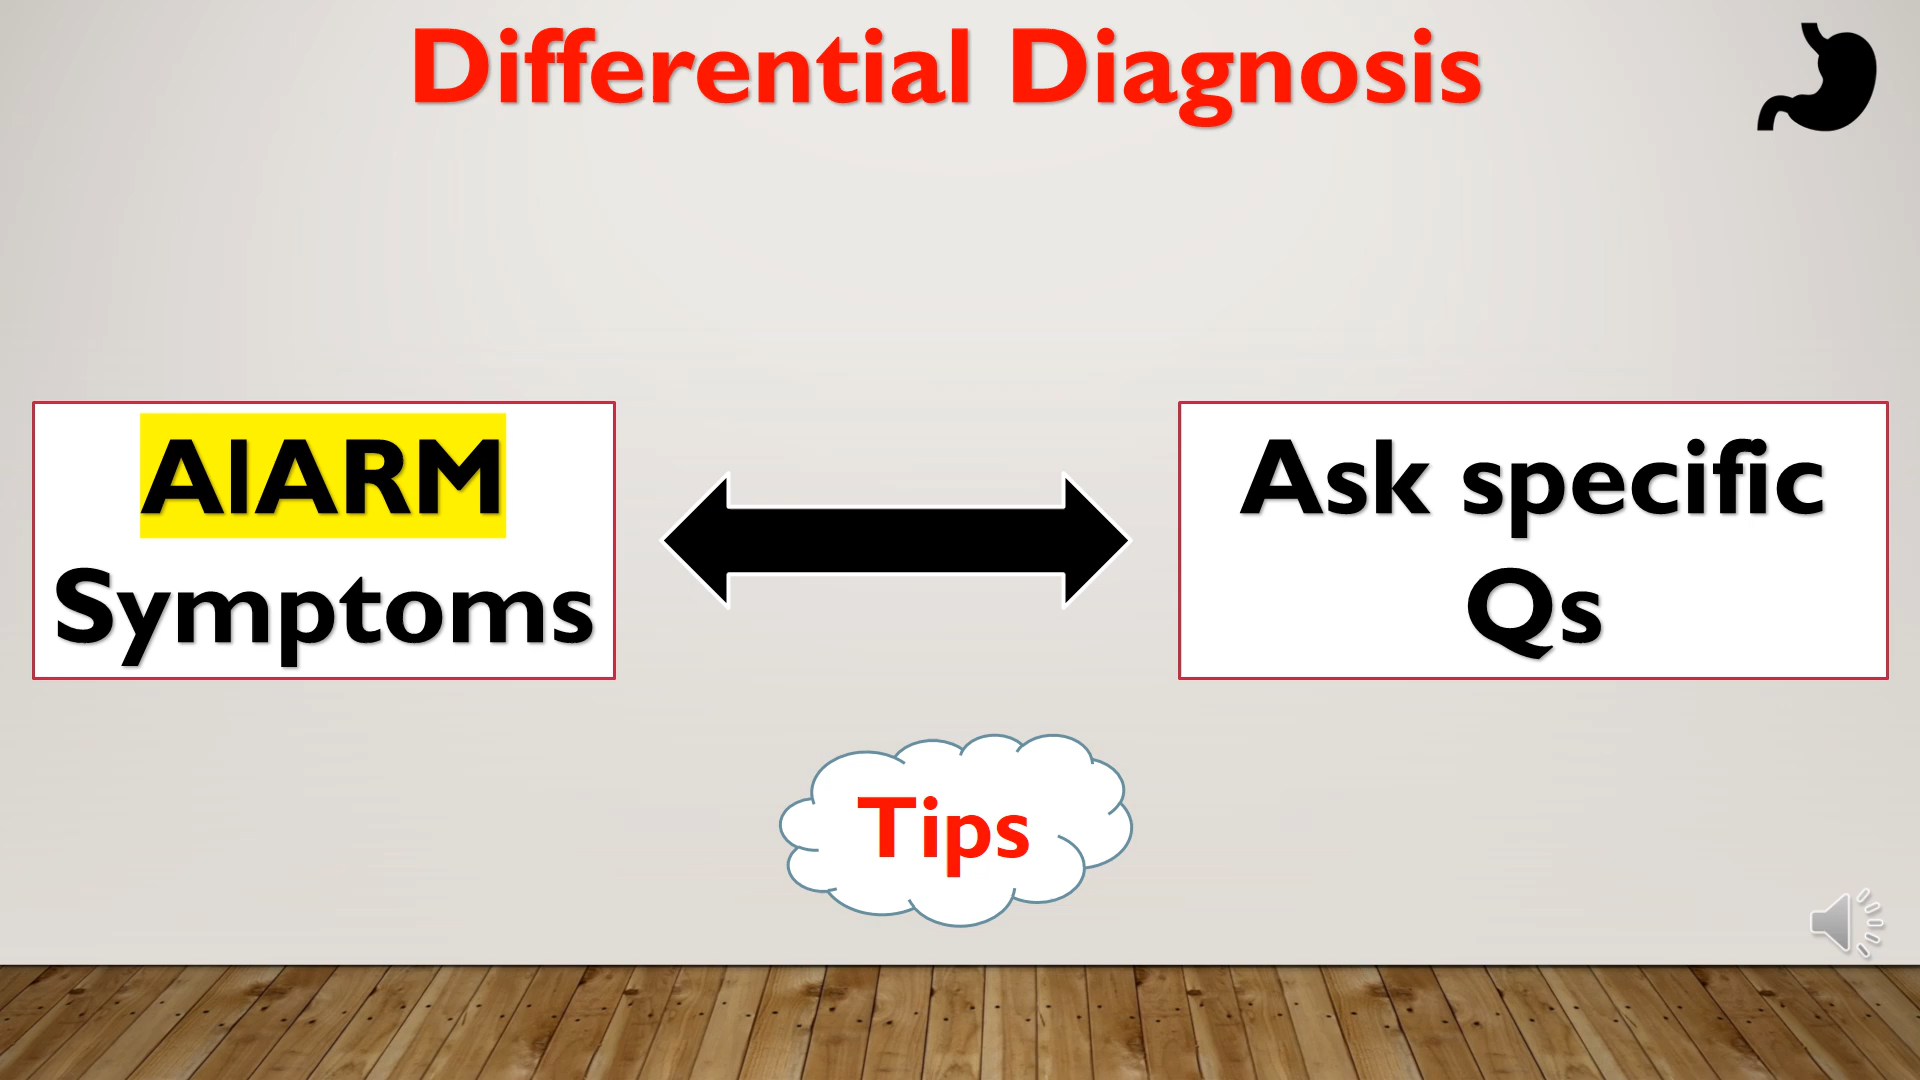 Differential Diagnosis
AlARM
Symptoms
Ask specific
Qs
Tips